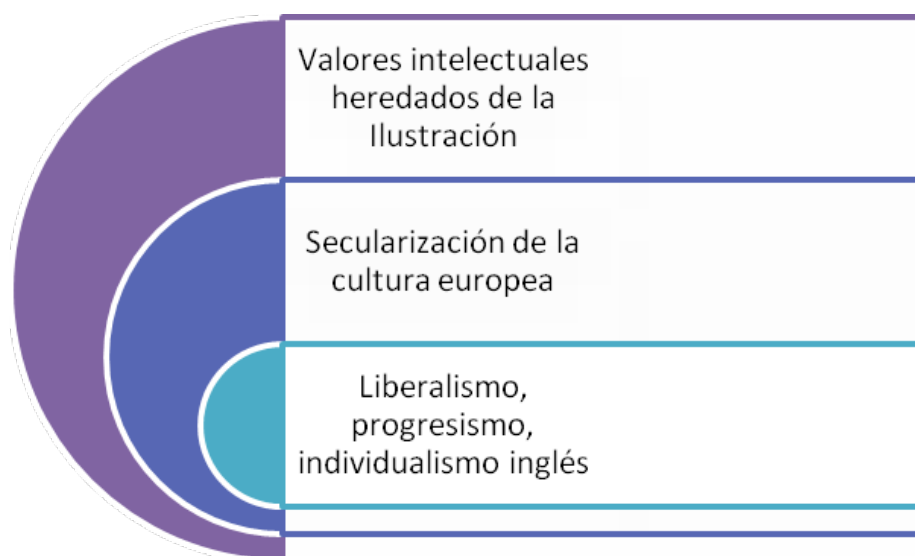 Valores intelectuales
heredados de la
Ilustración
Secularización de la
cultura europea
Liberalismo,
progresismo,
individualismo inglés